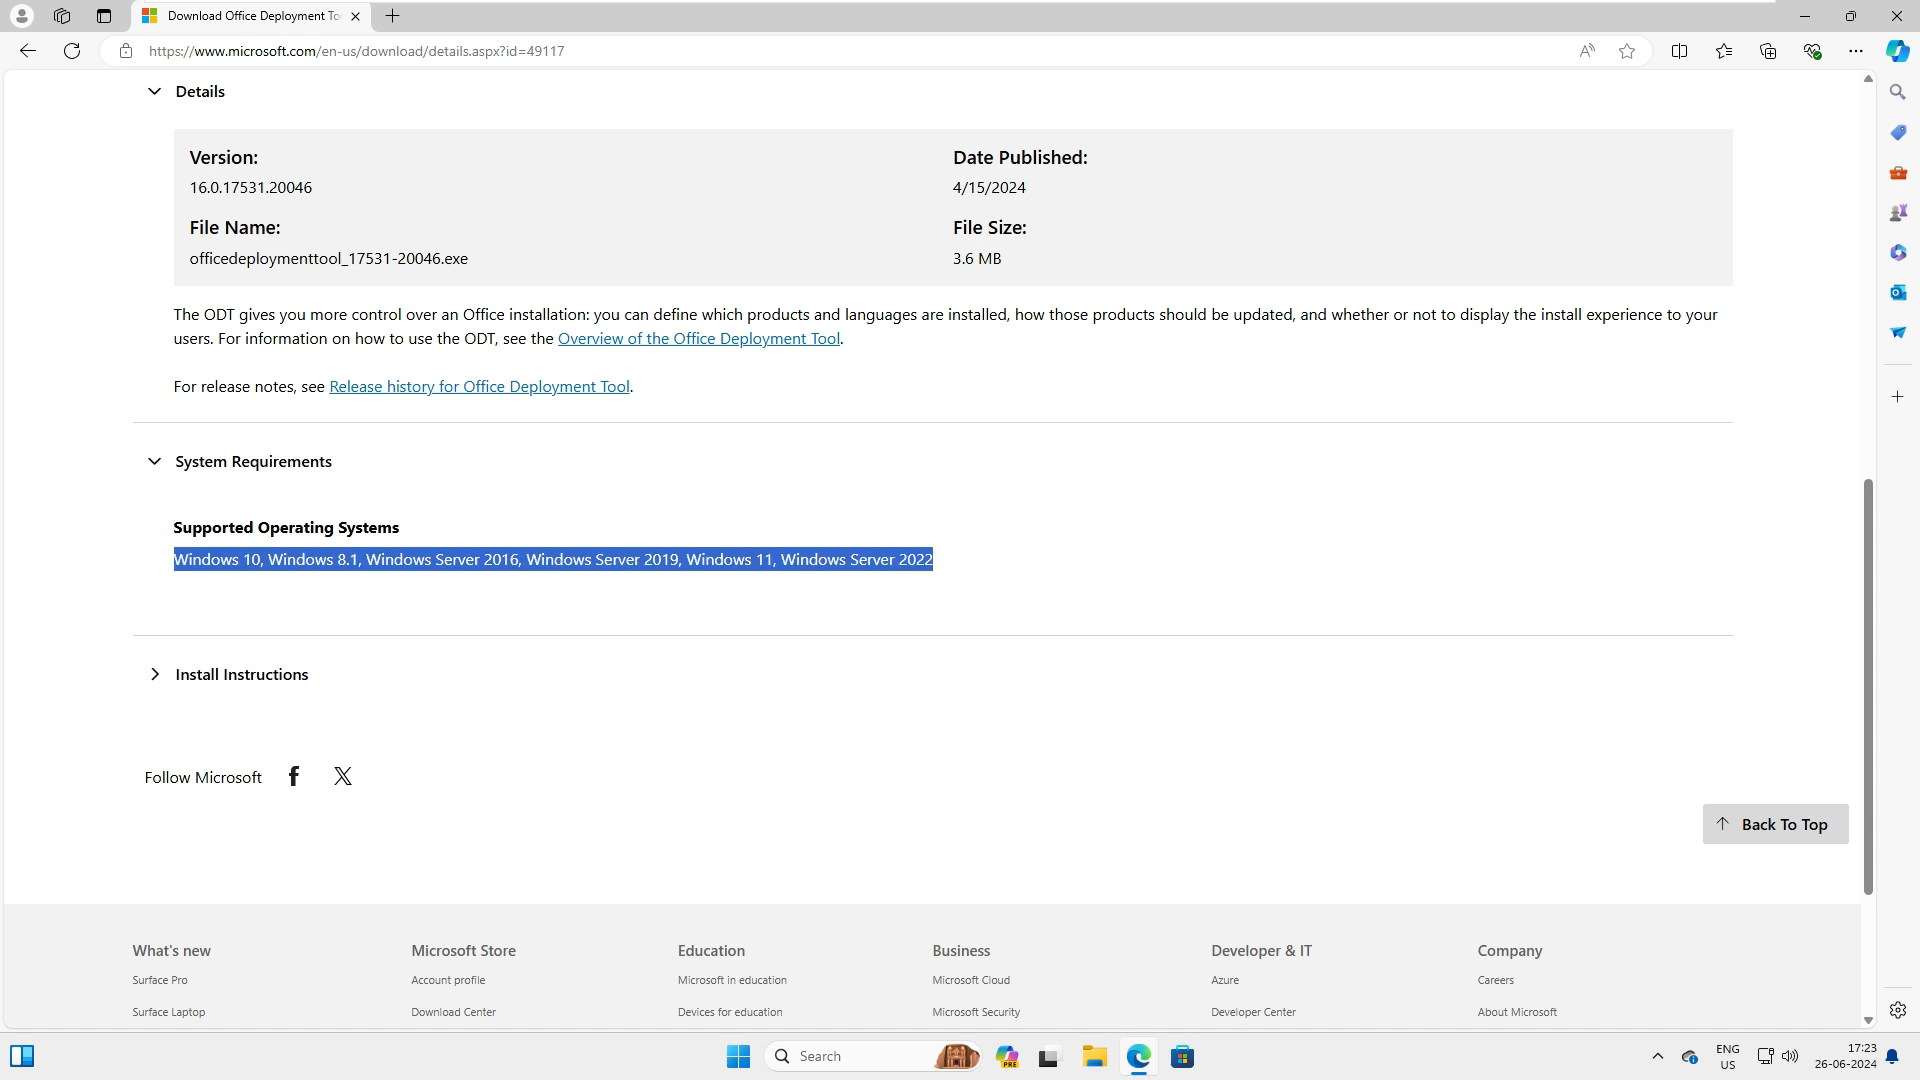 Download Office Deployment To
https://www.microsoft.com/en-us/download/details.aspx?id=49117
Details
Version:
16.0.17531.20046
Date Published:
4/15/2024
File Name:
officedeploymenttool_17531-20046.exe
File Size:
3.6 MB
The ODT gives you more control over an Office installation: you can define which products and languages are installed, how those products should be updated, and whether or not to display the install experience to your
users. For information on how to use the ODT, see the Overview of the Office Deployment Tool.
For release notes, see Release history for Office Deployment Tool.
System Requirements
Supported Operating Systems
Windows 10, Windows 8.1, Windows Server 2016, Windows Server 2019, Windows 11, Windows Server 2022
Install Instructions
Follow Microsoft
Back To Top
What's new
Surface Pro
Surface Laptop
Microsoft Store
Account profile
Download Center
Education
Microsoft in education
Devices for education
Business
Microsoft Cloud
Microsoft Security
Developer & IT
Azure
Developer Center
Company
Careers
About Microsoft
Search
PRE
ENG
US
17:23
26-06-2024